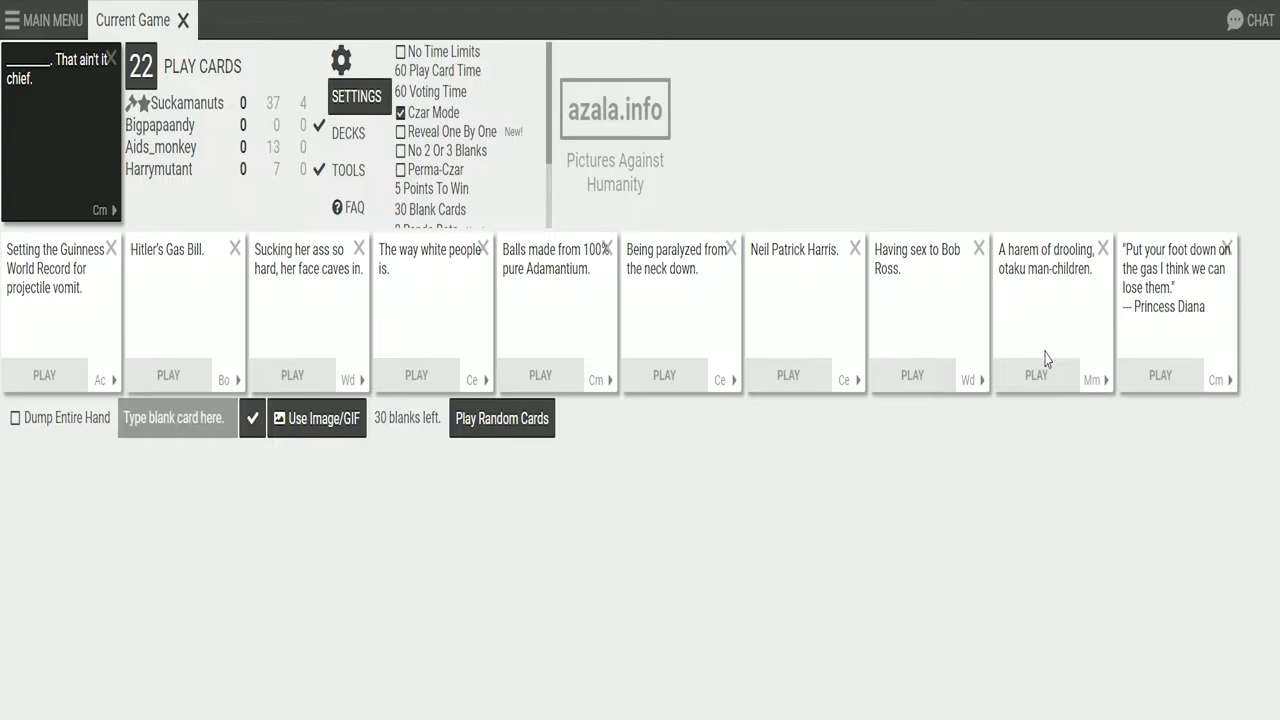 MAIN MENU
Current Game
CHAT
________. That ain't it
chief.
Cm
22 PLAY CARDS
Suckamanuts 0 37 4
Bigpapaandy 0 0 0
Aids_monkey 0 13 0
Harrymutant 0 7 0
SETTINGS
DECKS
TOOLS
FAQ
No Time Limits
60 Play Card Time
60 Voting Time
Czar Mode
Reveal One By One New!
No 2 Or 3 Blanks
Perma-Czar
5 Points To Win
30 Blank Cards
azala.info
Pictures Against
Humanity
Setting the Guinness
World Record for
projectile vomit.
PLAY
Ac
Hitler's Gas Bill.
PLAY
Bo
Sucking her ass so
hard, her face caves in.
PLAY
Wd
The way white people
is.
PLAY
Ce
Balls made from 100%
pure Adamantium.
PLAY
Cm
Being paralyzed from
the neck down.
PLAY
Ce
Neil Patrick Harris.
PLAY
Ce
Having sex to Bob
Ross.
PLAY
Wd
A harem of drooling,
otaku man-children.
PLAY
Mm
"Put your foot down on
the gas I think we can
lose them."
--- Princess Diana
PLAY
Cm
Dump Entire Hand
Type blank card here.
Use Image/GIF
30 blanks left.
Play Random Cards